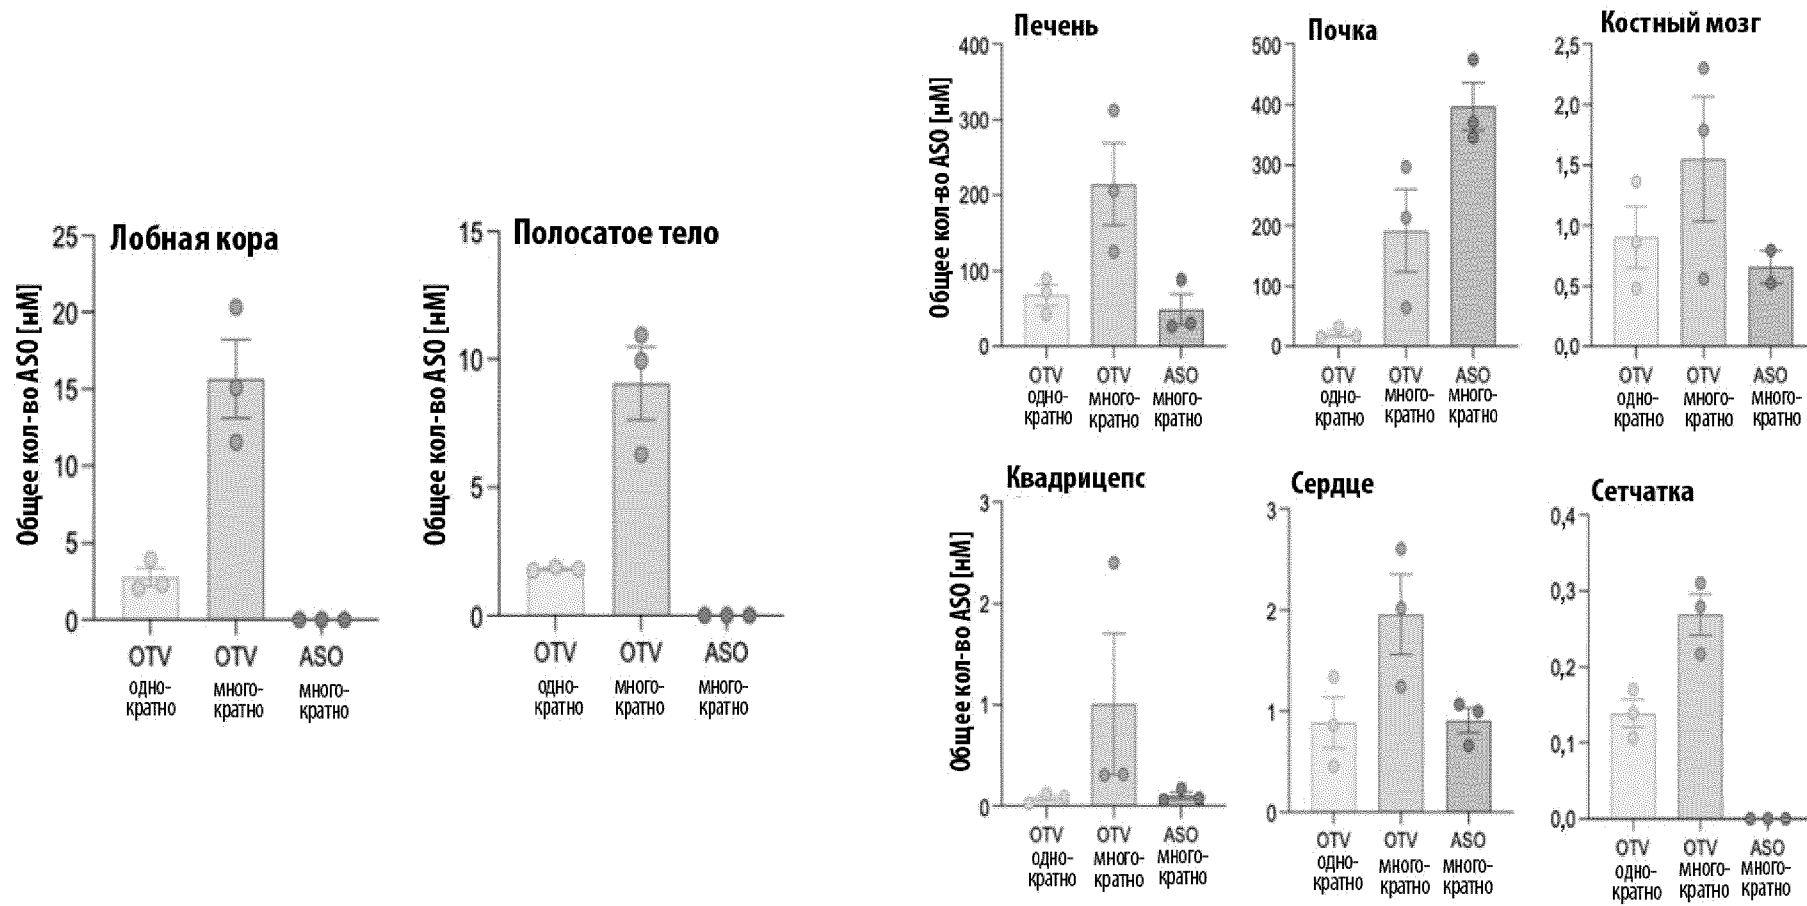 Лобная кора
Общее кол-во ASO [нМ]
25
20
15
10
5
0
OTV OTV ASO
одно- много- много-
кратно кратно кратно
Полосатое тело
Общее кол-во ASO [нМ]
15
10
5
0
OTV OTV ASO
одно- много- много-
кратно кратно кратно
Печень
Общее кол-во ASO [нМ]
400
300
200
100
0
OTV OTV ASO
одно- много- много-
кратно кратно кратно
Почка
500
400
300
200
100
0
OTV OTV ASO
одно- много- много-
кратно кратно кратно
Костный мозг
2,5
2,0
1,5
1,0
0,5
0,0
OTV OTV ASO
одно- много- много-
кратно кратно кратно
Квадрицепс
Общее кол-во ASO [нМ]
3
2
1
0
OTV OTV ASO
одно- много- много-
кратно кратно кратно
Сердце
3
2
1
0
OTV OTV ASO
одно- много- много-
кратно кратно кратно
Сетчатка
0,4
0,3
0,2
0,1
0,0
OTV OTV ASO
одно- много- много-
кратно кратно кратно